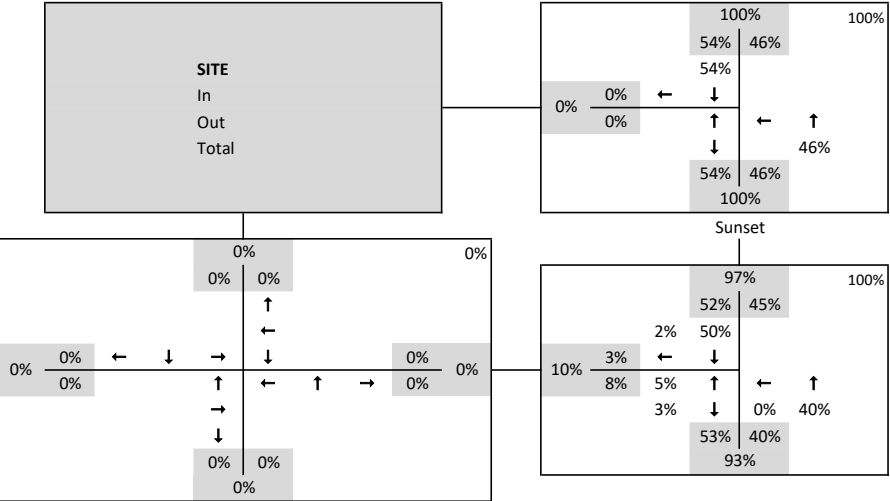 SITE
In
Out
Total
100% 100%
54% 46%
54%
0% 0% ← ↓
0% ↑ ← ↑
↓ 46%
54% 46%
100%
Sunset
0% 0%
0% 0%
↑
←
0% 0% ← ↓ → ↓ 0% 0%
0% ↑ ← ↑ → 0%
→
↓
0% 0%
0%
97% 100%
52% 45%
2% 50%
10% 3% ← ↓
8% 5% ↑ ← ↑
3% ↓ 0% 40%
53% 40%
93%